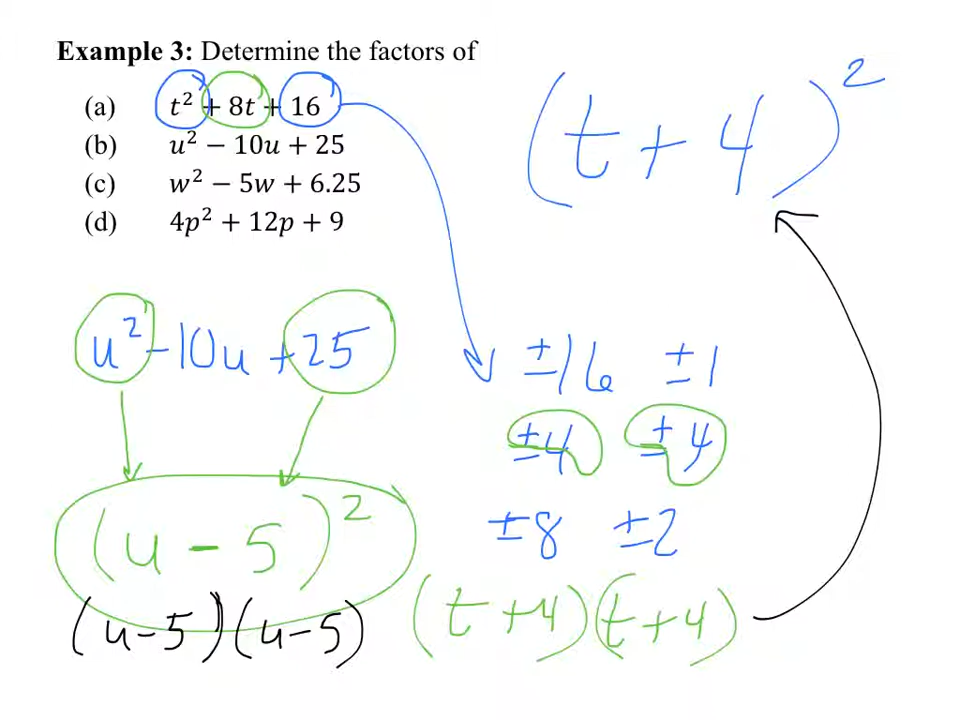 Example 3: Determine the factors of
(a) t² + 8t + 16
(b) u² − 10u + 25
(c) w² − 5w + 6.25
(d) 4p² + 12p + 9
(t + 4)²
u² - 10u + 25
±16 ±1
±4 ±4
±8 ±2
(u - 5)²
(u - 5)(u - 5)
(t + 4)(t + 4)